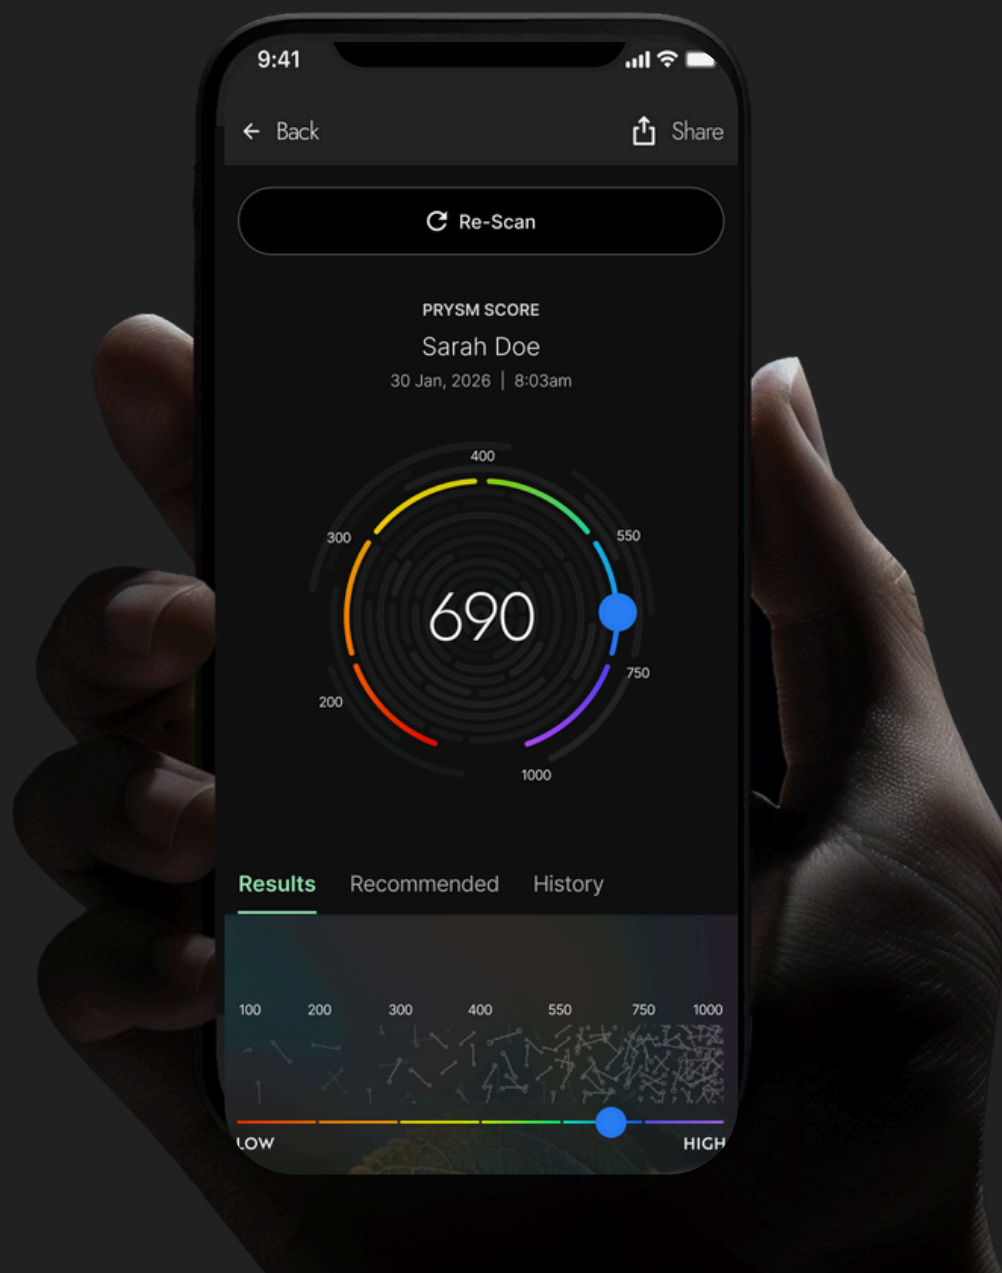 9:41
Back
Share
Re-Scan
PRYSM SCORE
Sarah Doe
30 Jan, 2026 | 8:03am
400
300
550
690
200
750
1000
Results Recommended History
100 200 300 400 550 750 1000
LOW HIGH